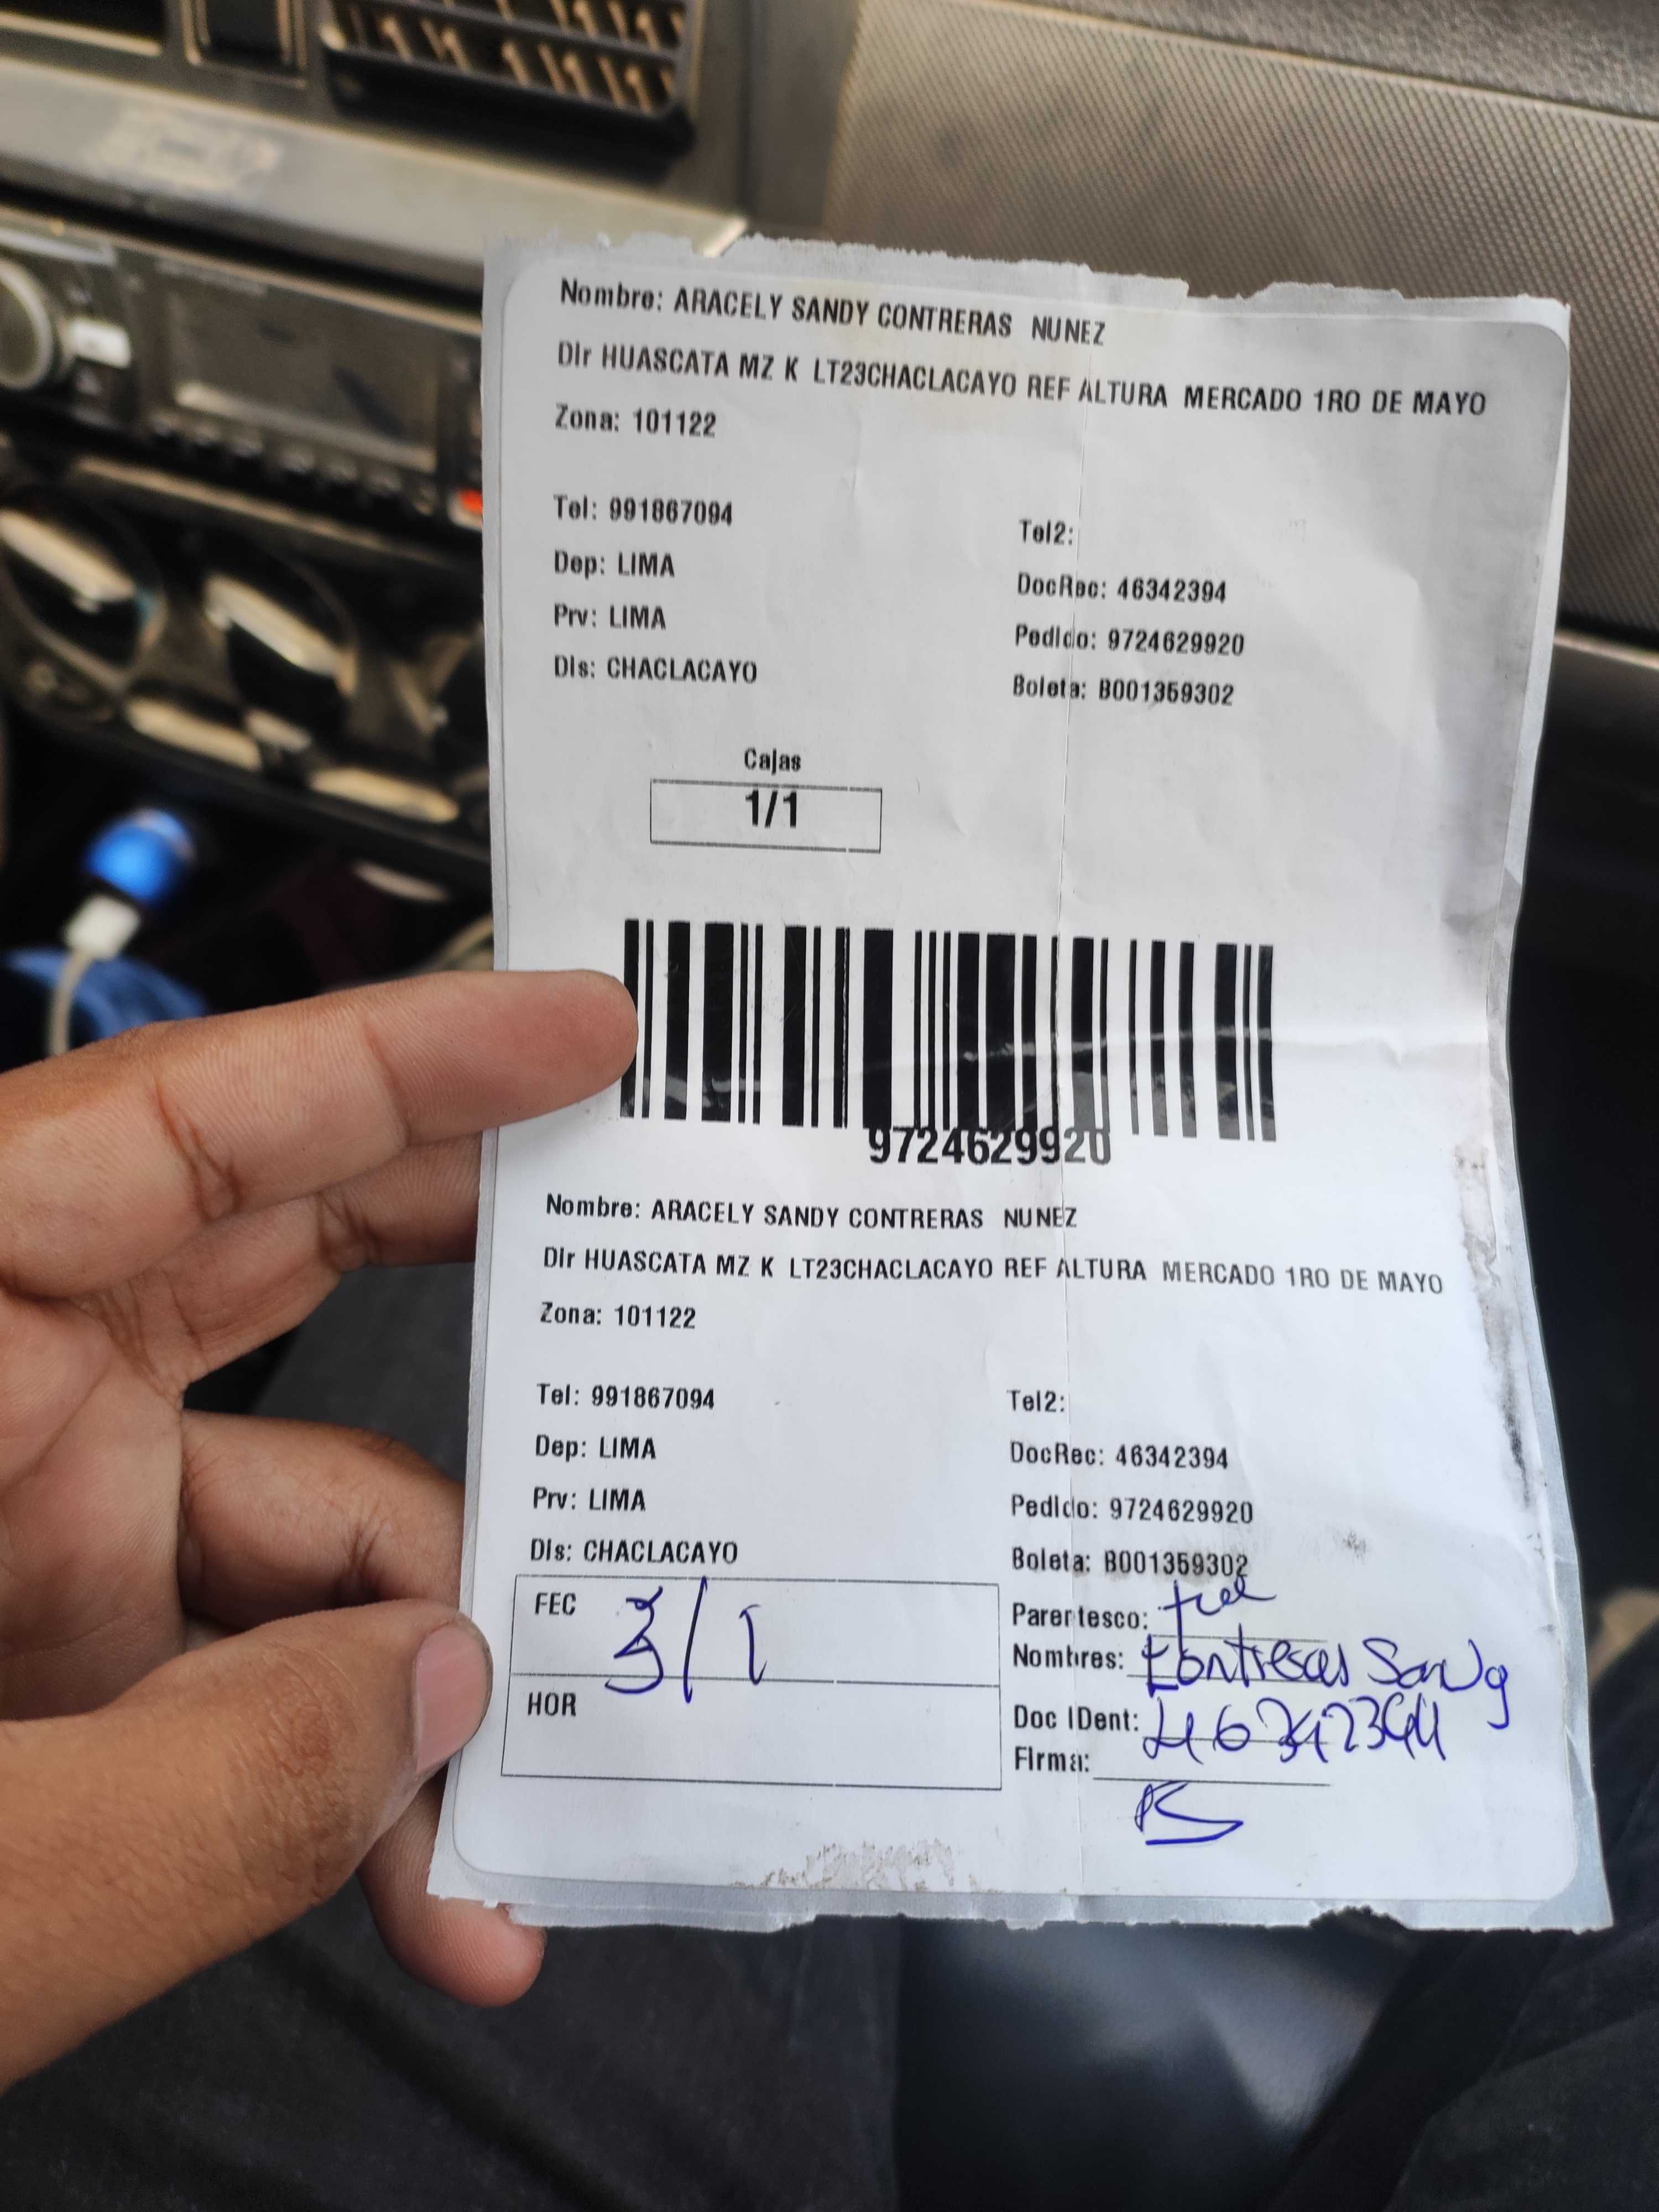 Nombre: ARACELY SANDY CONTRERAS NUNEZ
Dir HUASCATA MZ K LT23CHACLACAYO REF ALTURA MERCADO 1RO DE MAYO
Zona: 101122
Tel: 991867094 Tel2:
Dep: LIMA DocRec: 46342394
Prv: LIMA Pedido: 9724629920
Dis: CHACLACAYO Boleta: B001359302
Cajas
1/1
9724629920
Nombre: ARACELY SANDY CONTRERAS NUNEZ
Dir HUASCATA MZ K LT23CHACLACAYO REF ALTURA MERCADO 1RO DE MAYO
Zona: 101122
Tel: 991867094 Tel2:
Dep: LIMA DocRec: 46342394
Prv: LIMA Pedido: 9724629920
Dis: CHACLACAYO Boleta: B001359302
FEC 3/1 Parentesco:
Nombres: Contreras Sandy
HOR Doc IDent: 46342394
Firma: